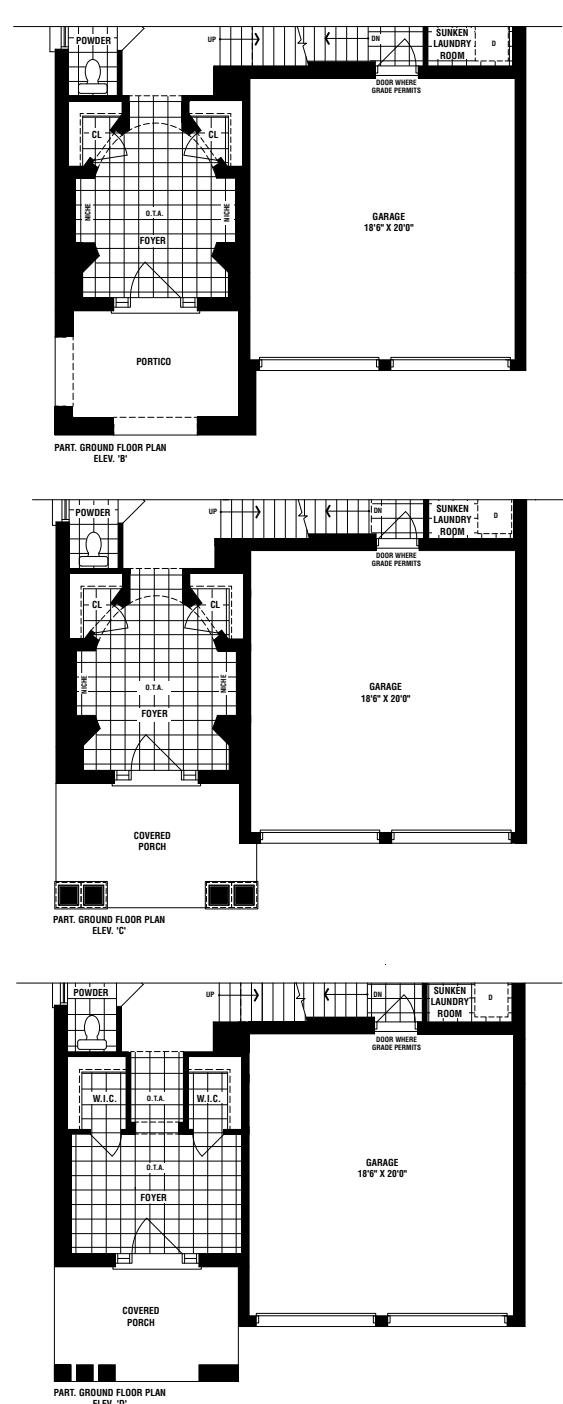 POWDER
UP
DN
SUNKEN
LAUNDRY
ROOM
D
DOOR WHERE
GRADE PERMITS
CL
CL
NICHE
O.T.A.
NICHE
FOYER
GARAGE
18'6" X 20'0"
PORTICO
PART. GROUND FLOOR PLAN
ELEV. 'B'
POWDER
UP
DN
SUNKEN
LAUNDRY
ROOM
D
DOOR WHERE
GRADE PERMITS
CL
CL
NICHE
O.T.A.
NICHE
FOYER
GARAGE
18'6" X 20'0"
COVERED
PORCH
PART. GROUND FLOOR PLAN
ELEV. 'C'
POWDER
UP
DN
SUNKEN
LAUNDRY
ROOM
D
DOOR WHERE
GRADE PERMITS
W.I.C.
O.T.A.
W.I.C.
O.T.A.
FOYER
GARAGE
18'6" X 20'0"
COVERED
PORCH
PART. GROUND FLOOR PLAN
ELEV. 'D'